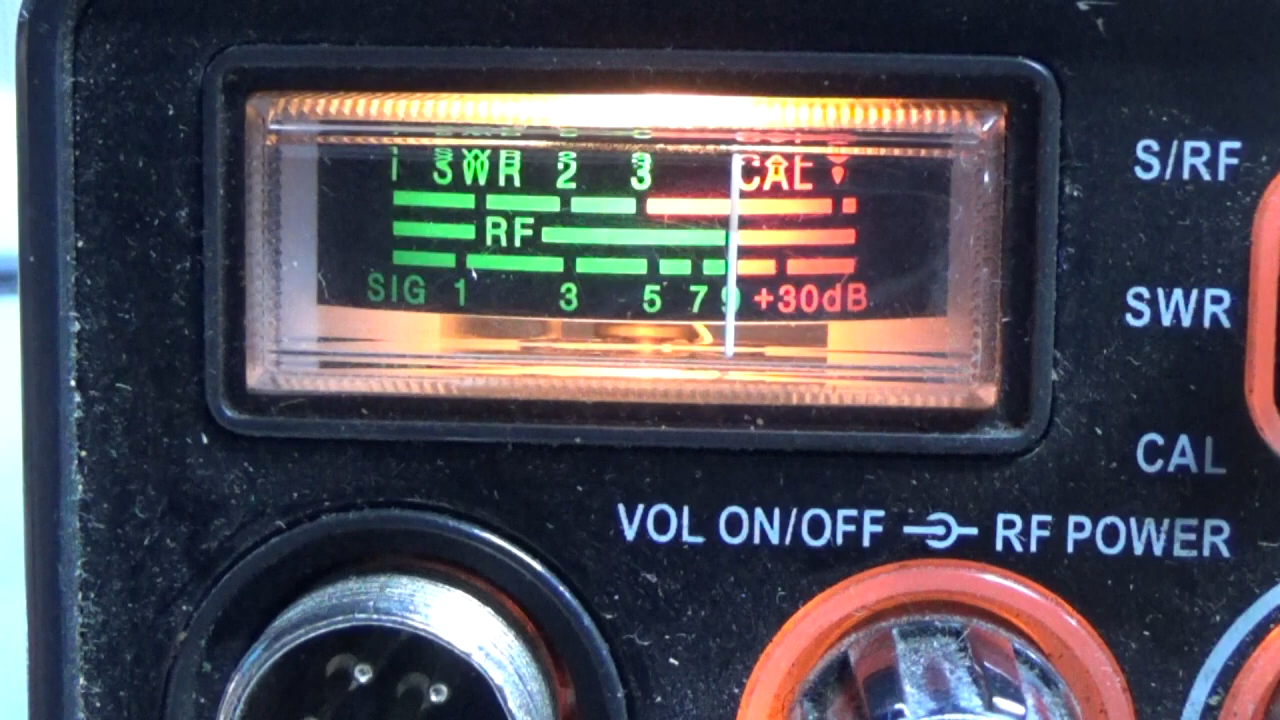 1 SWR 2 3 CAL
RF
SIG 1 3 5 7 9 +30dB
S/RF
SWR
CAL
VOL ON/OFF RF POWER